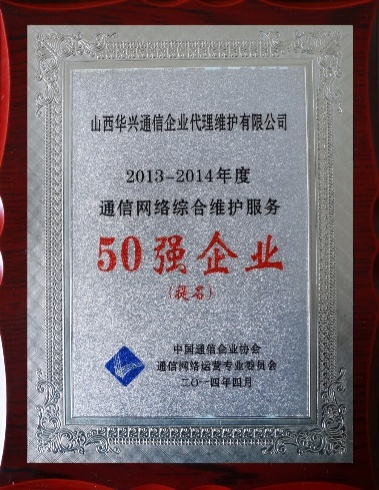 山西华兴通信企业代理维护有限公司
2013-2014年度
通信网络综合维护服务
50强企业
(提名)
中国通信企业协会
通信网络运营专业委员会
二〇一四年四月